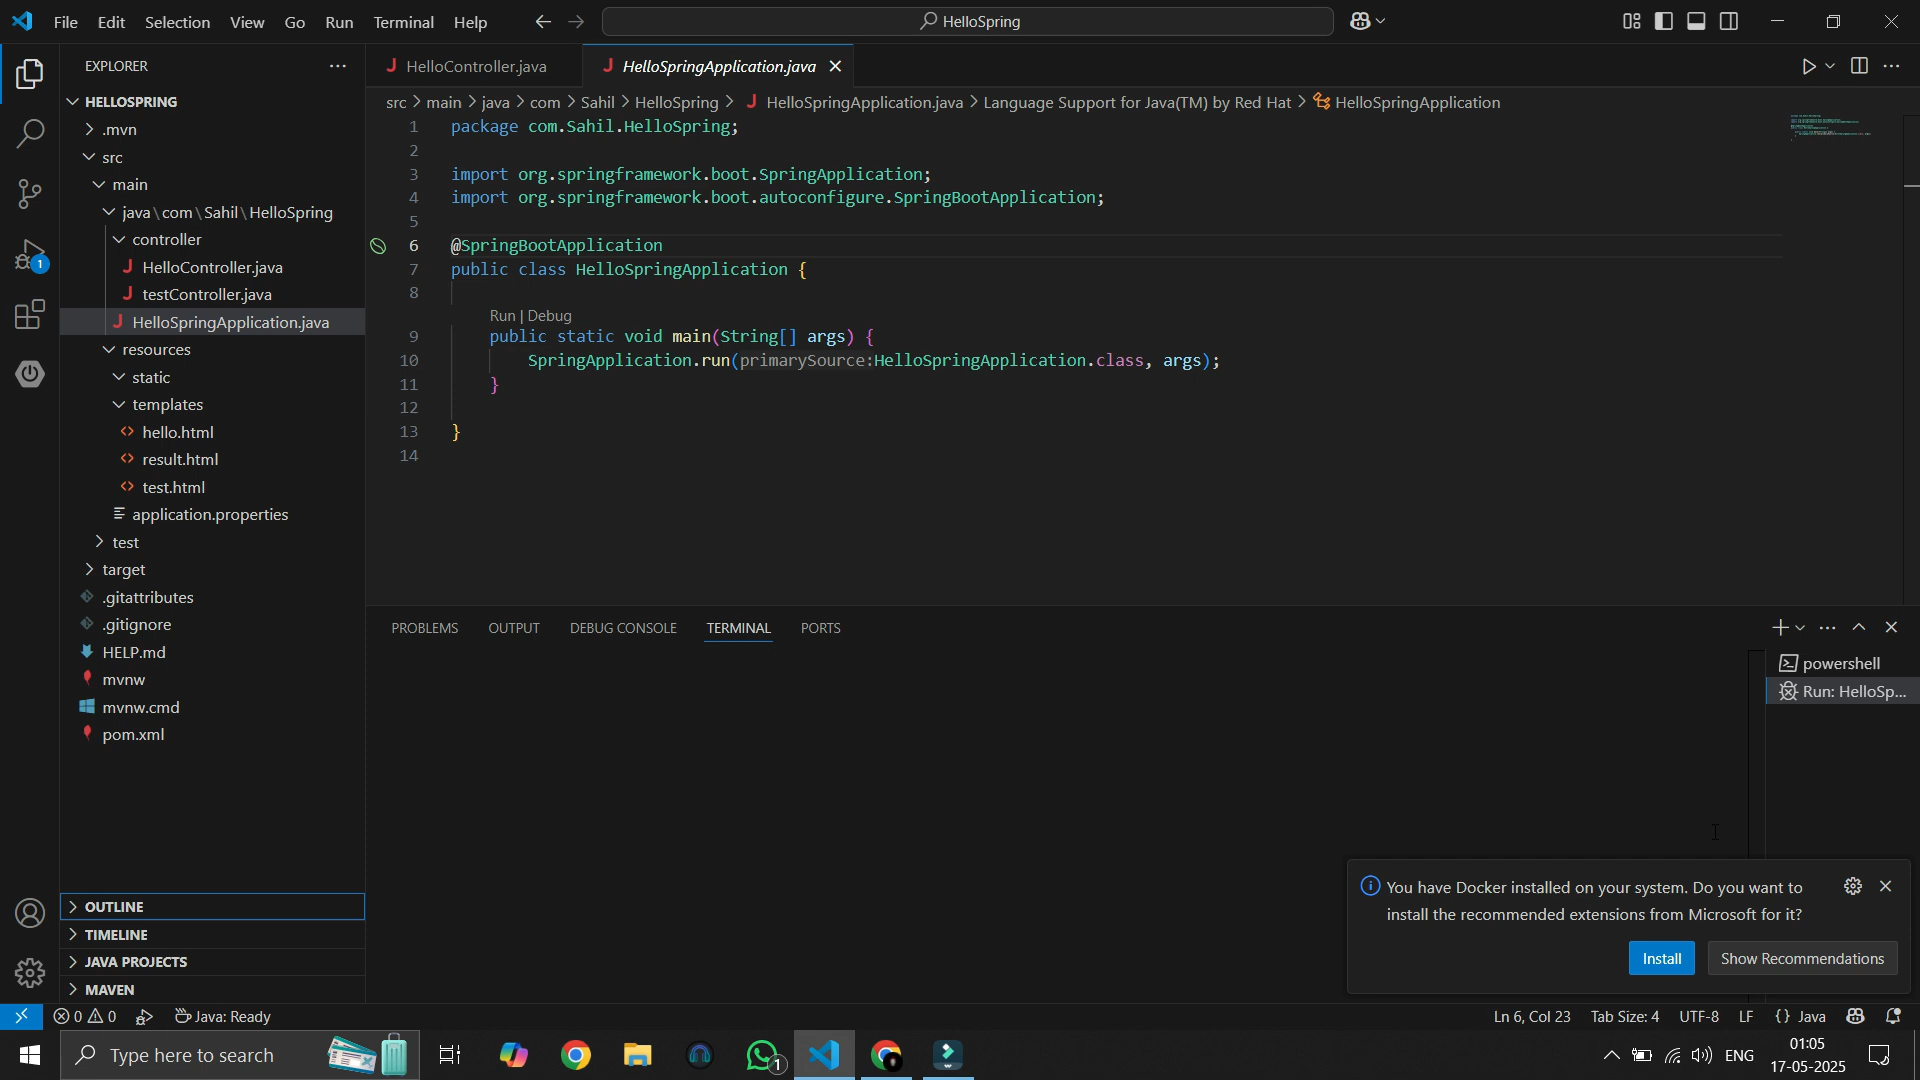 File Edit Selection View Go Run Terminal Help
HelloSpring
EXPLORER
HELLOSPRING
.mvn
src
main
java\com\Sahil\HelloSpring
controller
HelloController.java
testController.java
HelloSpringApplication.java
resources
static
templates
hello.html
result.html
test.html
application.properties
test
target
.gitattributes
.gitignore
HELP.md
mvnw
mvnw.cmd
pom.xml
OUTLINE
TIMELINE
JAVA PROJECTS
MAVEN
HelloController.java
HelloSpringApplication.java
src > main > java > com > Sahil > HelloSpring > HelloSpringApplication.java > Language Support for Java(TM) by Red Hat > HelloSpringApplication
1 package com.Sahil.HelloSpring;
2
3 import org.springframework.boot.SpringApplication;
4 import org.springframework.boot.autoconfigure.SpringBootApplication;
5
6 @SpringBootApplication
7 public class HelloSpringApplication {
8
Run | Debug
9 public static void main(String[] args) {
10 SpringApplication.run(primarySource:HelloSpringApplication.class, args);
11 }
12
13 }
14
PROBLEMS OUTPUT DEBUG CONSOLE TERMINAL PORTS
powershell
Run: HelloSp...
You have Docker installed on your system. Do you want to
install the recommended extensions from Microsoft for it?
Install Show Recommendations
0 0 Java: Ready
Ln 6, Col 23 Tab Size: 4 UTF-8 LF {} Java
1
Type here to search
1
ENG
01:05
17-05-2025